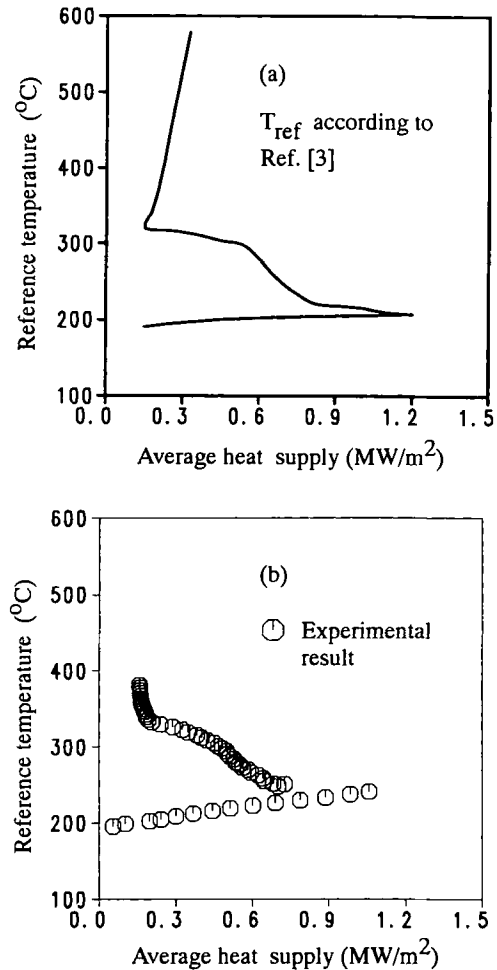 600
500
400
300
200
100
Reference temperature (°C)
(a)
T_ref according to
Ref. [3]
0.0 0.3 0.6 0.9 1.2 1.5
Average heat supply (MW/m²)
600
500
400
300
200
100
Reference temperature (°C)
(b)
Experimental
result
0.0 0.3 0.6 0.9 1.2 1.5
Average heat supply (MW/m²)